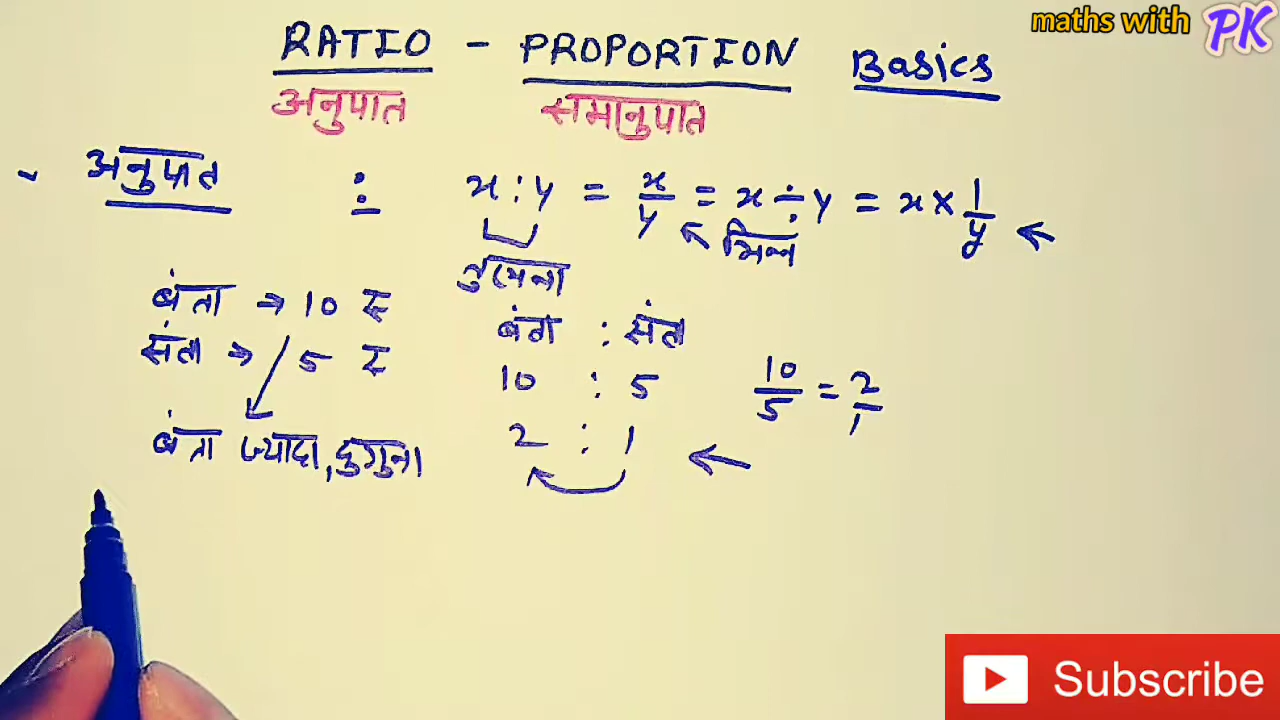 maths with PK
RATIO - PROPORTION Basics
अनुपात समानुपात
- अनुपात : x : y = x/y = x ÷ y = x × 1/y ←
भिन्न
तुलना
बंता → 10 रु
बंता : संता
संता → 5 रु
10 : 5 10/5 = 2/1
बंता ज्यादा, दुगुना
2 : 1 ←
Subscribe